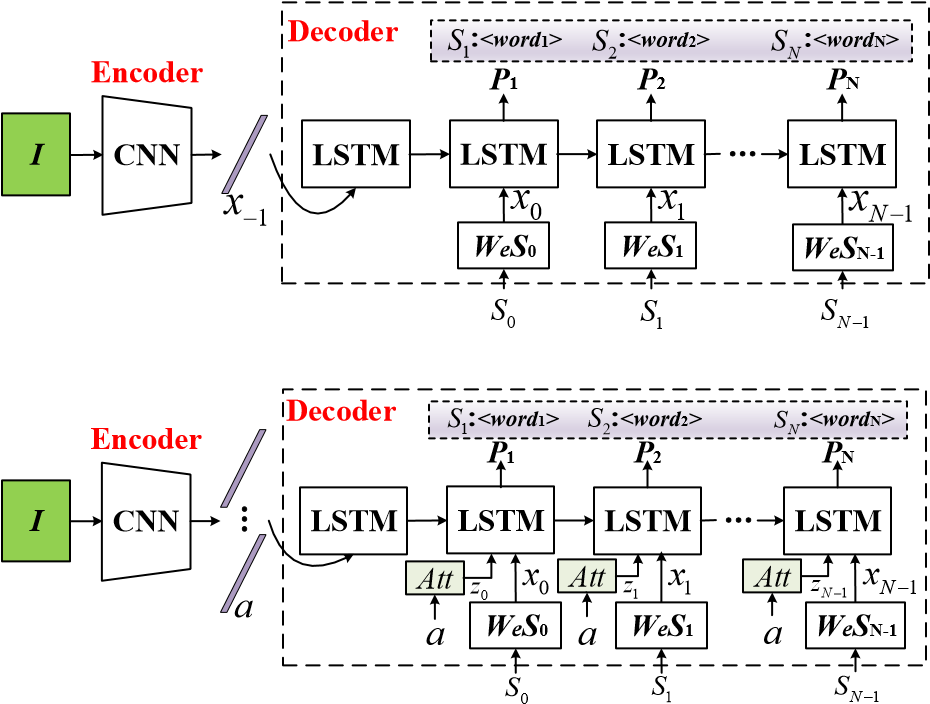 Decoder
S1:<word1> S2:<word2> SN:<wordN>
Encoder
P1 P2 PN
I CNN LSTM LSTM LSTM ... LSTM
x−1 x0 x1 xN−1
WeS0 WeS1 WeSN-1
S0 S1 SN−1
Decoder
S1:<word1> S2:<word2> SN:<wordN>
Encoder
P1 P2 PN
I CNN ... LSTM LSTM LSTM ... LSTM
Att z0 x0 Att z1 x1 Att zN−1 xN−1
a a WeS0 a WeS1 a WeSN-1
S0 S1 SN−1